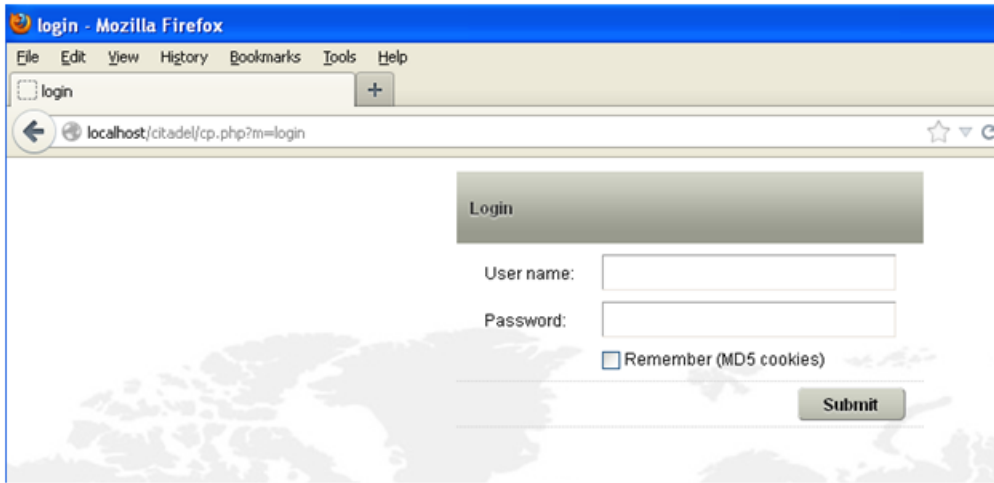 login - Mozilla Firefox
File Edit View History Bookmarks Tools Help
login +
localhost/citadel/cp.php?m=login
Login
User name:
Password:
Remember (MD5 cookies)
Submit